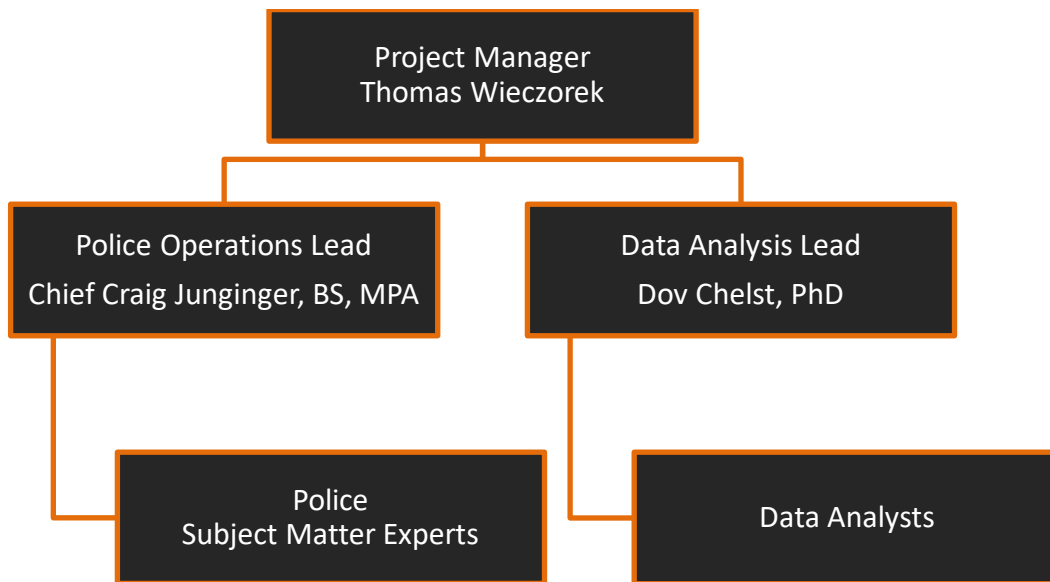 Project Manager
Thomas Wieczorek
Police Operations Lead
Chief Craig Junginger, BS, MPA
Data Analysis Lead
Dov Chelst, PhD
Police
Subject Matter Experts
Data Analysts